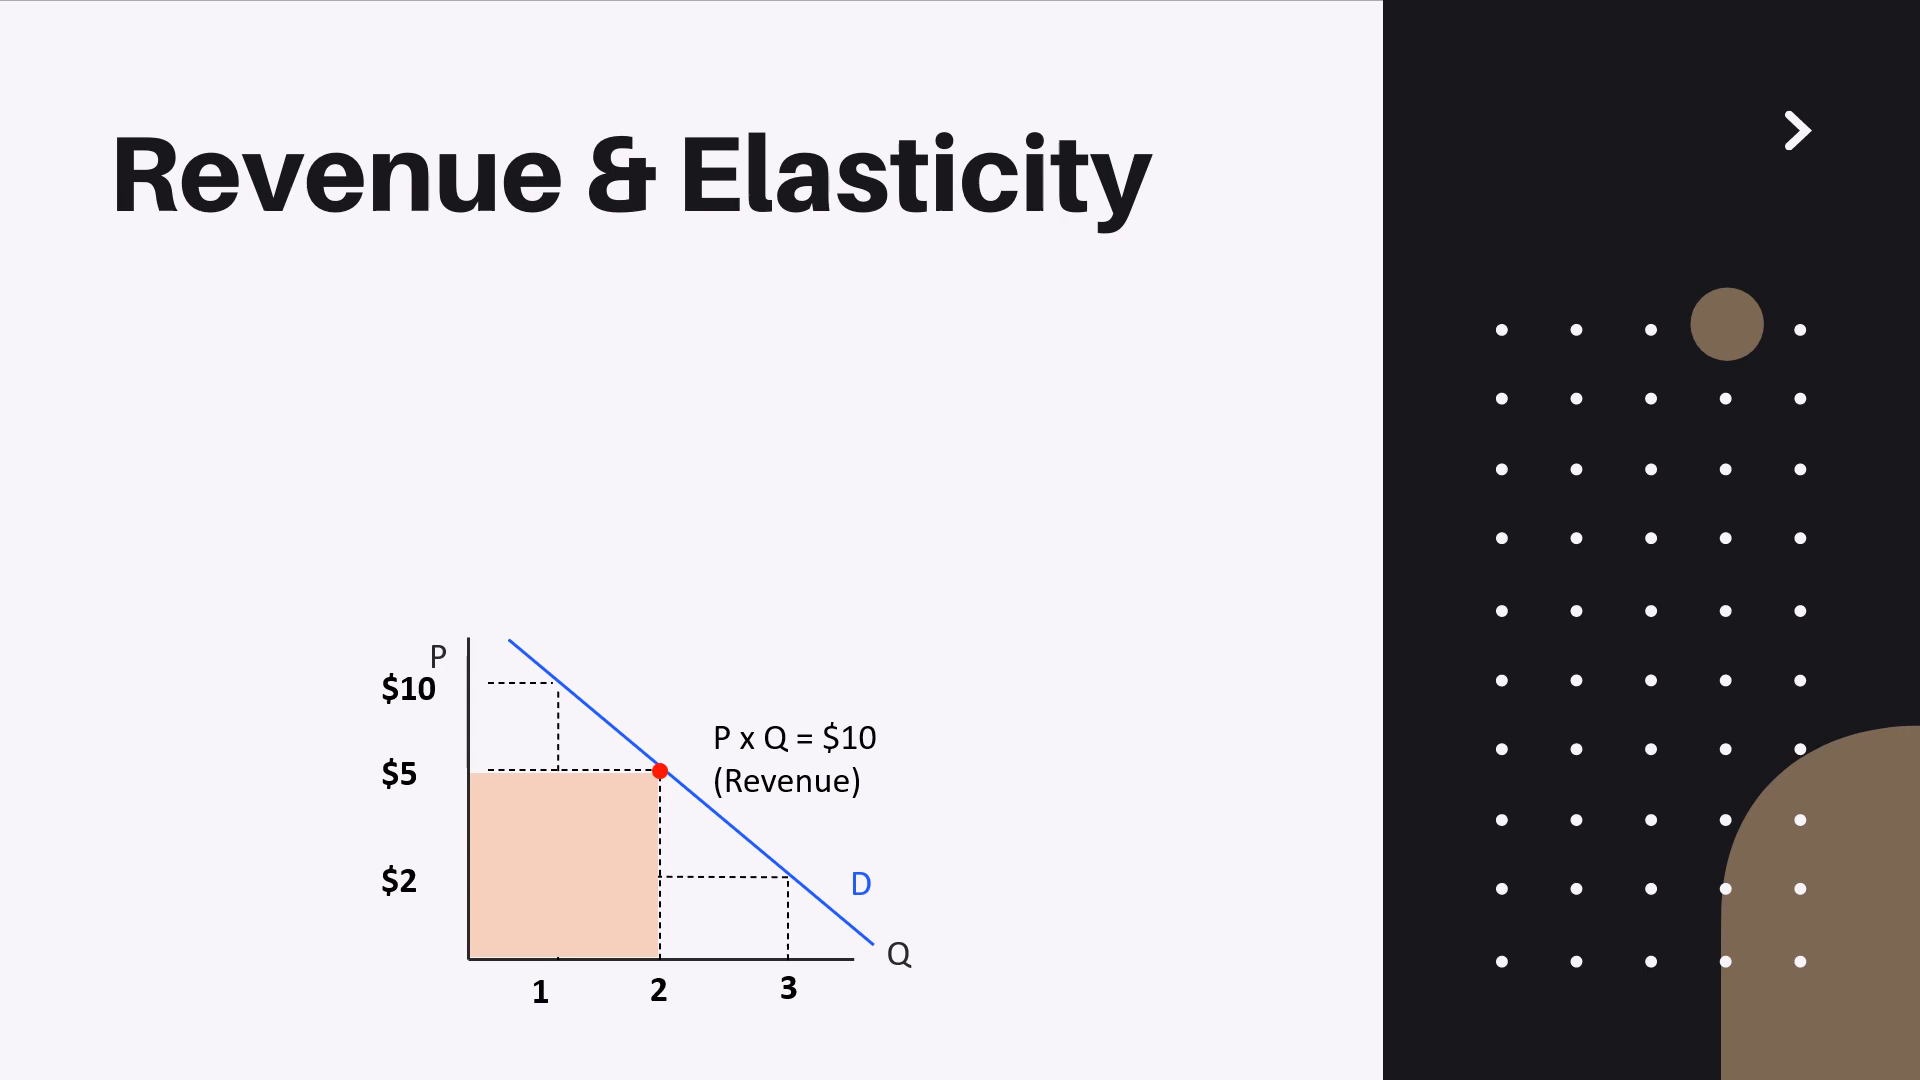 Revenue & Elasticity
P
$10
P x Q = $10
(Revenue)
$5
$2
D
Q
1
2
3